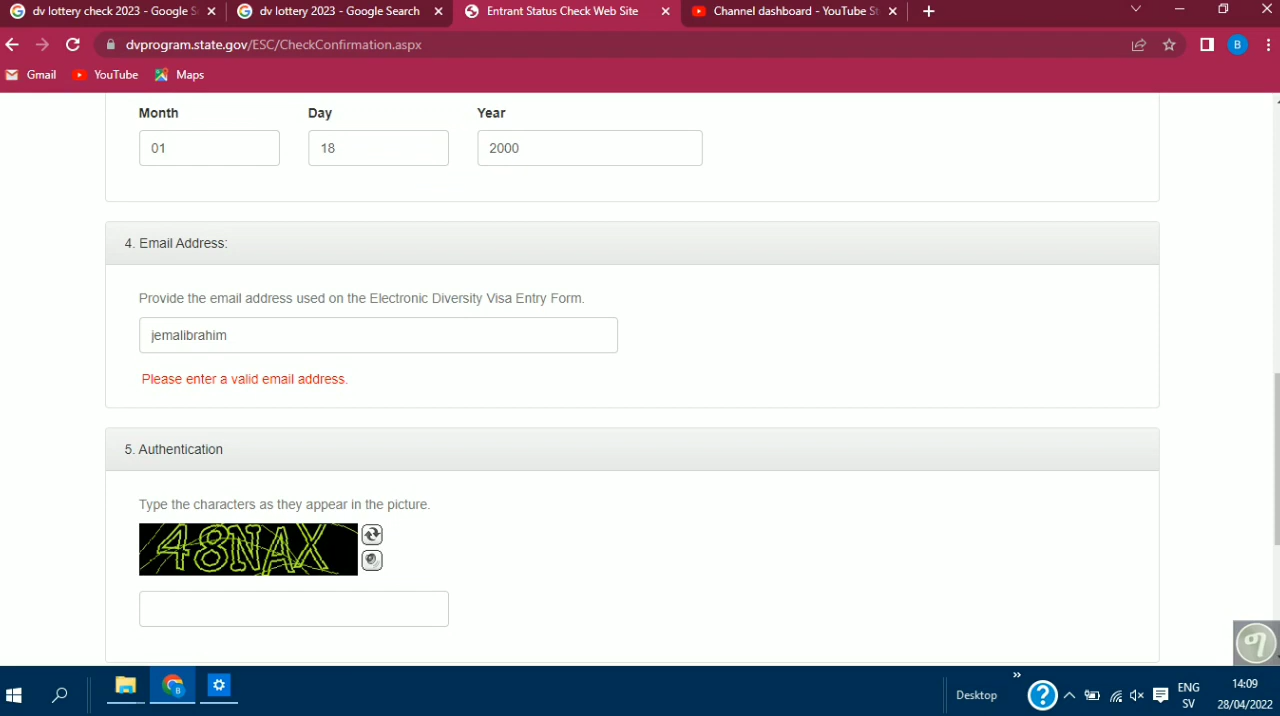 dv lottery check 2023 - Google S
dv lottery 2023 - Google Search
Entrant Status Check Web Site
Channel dashboard - YouTube St
dvprogram.state.gov/ESC/CheckConfirmation.aspx
B
Gmail
YouTube
Maps
Month
Day
Year
01
18
2000
4. Email Address:
Provide the email address used on the Electronic Diversity Visa Entry Form.
jemalibrahim
Please enter a valid email address.
5. Authentication
Type the characters as they appear in the picture.
48NAX
Desktop
ENG
SV
14:09
28/04/2022